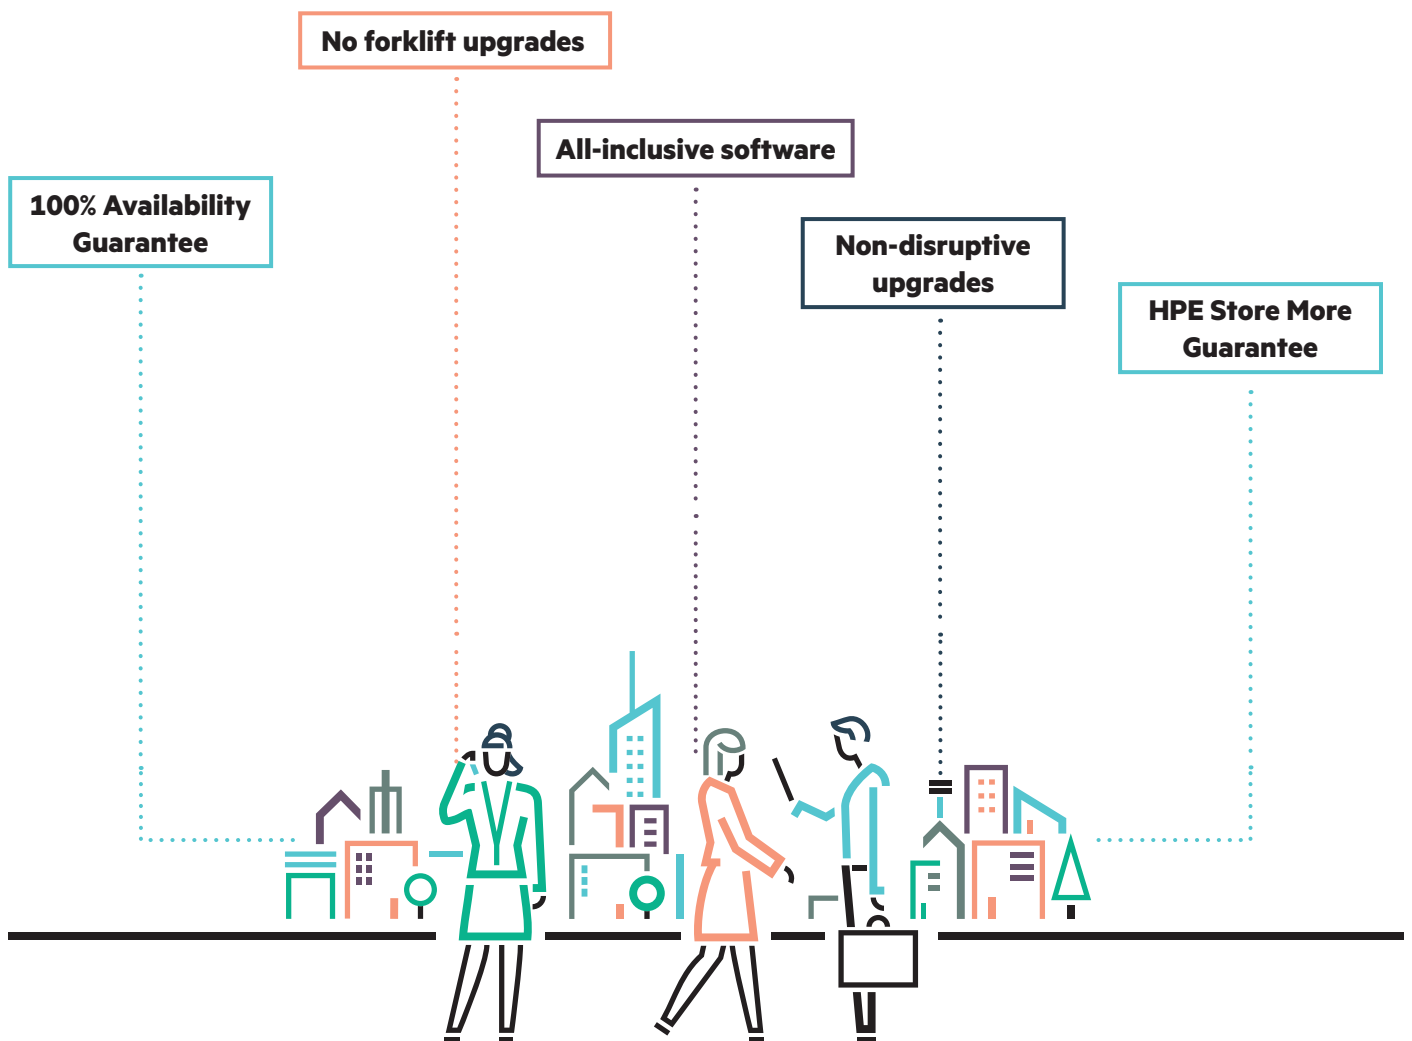 No forklift upgrades
All-inclusive software
100% Availability
Guarantee
Non-disruptive
upgrades
HPE Store More
Guarantee